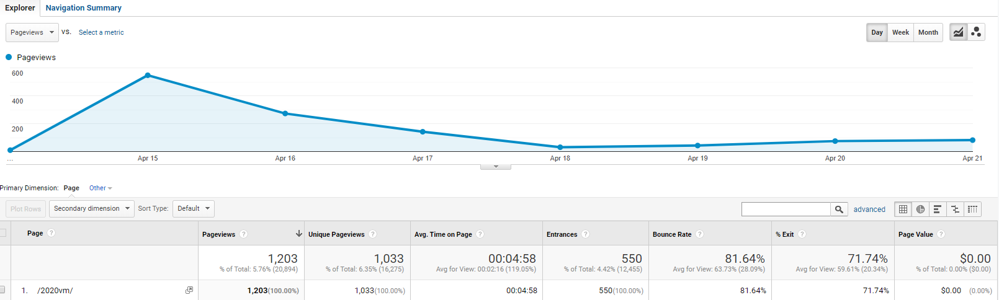 Explorer Navigation Summary
Pageviews vs. Select a metric Day Week Month
Pageviews
600
400
200
... Apr 15 Apr 16 Apr 17 Apr 18 Apr 19 Apr 20 Apr 21
Primary Dimension: Page Other
Plot Rows Secondary dimension Sort Type: Default advanced
Page ? Pageviews ? Unique Pageviews ? Avg. Time on Page ? Entrances ? Bounce Rate ? % Exit ? Page Value ?
1,203 1,033 00:04:58 550 81.64% 71.74% $0.00
% of Total: 5.76% (20,894) % of Total: 6.35% (16,275) Avg for View: 00:02:16 (119.05%) % of Total: 4.42% (12,455) Avg for View: 63.73% (28.09%) Avg for View: 59.61% (20.34%) % of Total: 0.00% ($0.00)
1. /2020vm/ 1,203(100.00%) 1,033(100.00%) 00:04:58 550(100.00%) 81.64% 71.74% $0.00 (0.00%)